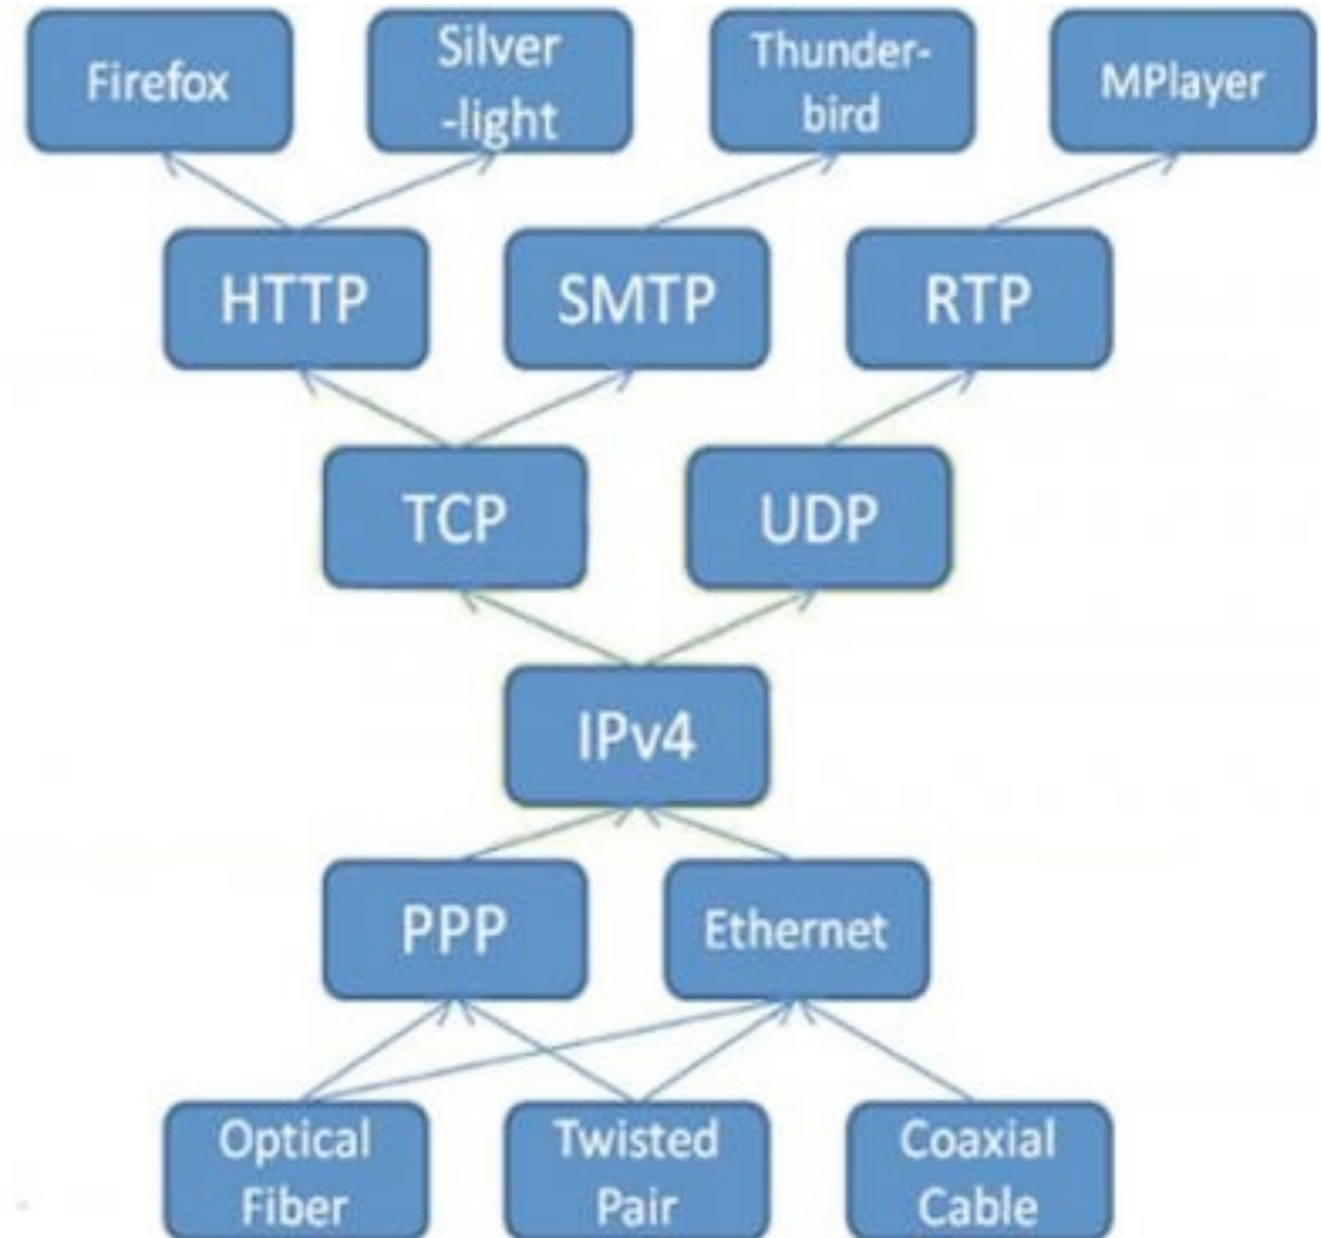 Firefox
Silver
-light
Thunder-
bird
MPlayer
HTTP
SMTP
RTP
TCP
UDP
IPv4
PPP
Ethernet
Optical
Fiber
Twisted
Pair
Coaxial
Cable